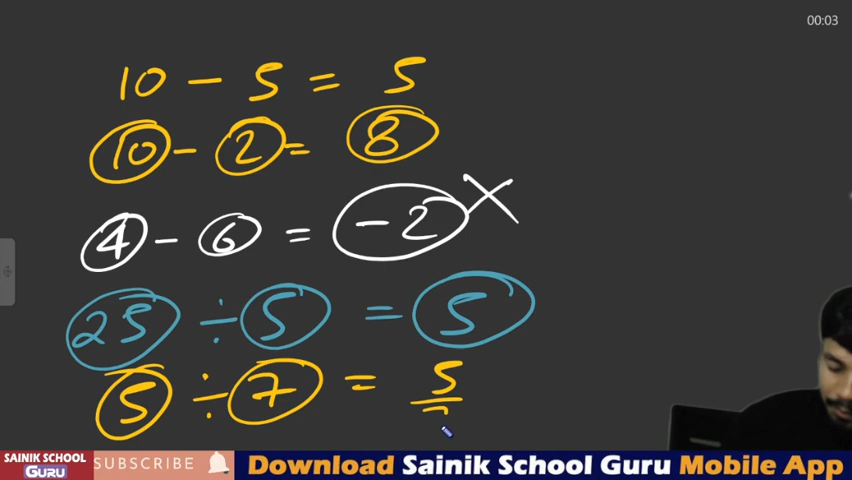 00:03
10 - 5 = 5
10 - 2 = 8
4 - 6 = -2 ×
25 ÷ 5 = 5
5 ÷ 7 = 5/
SAINIK SCHOOL GURU
SUBSCRIBE
Download Sainik School Guru Mobile App